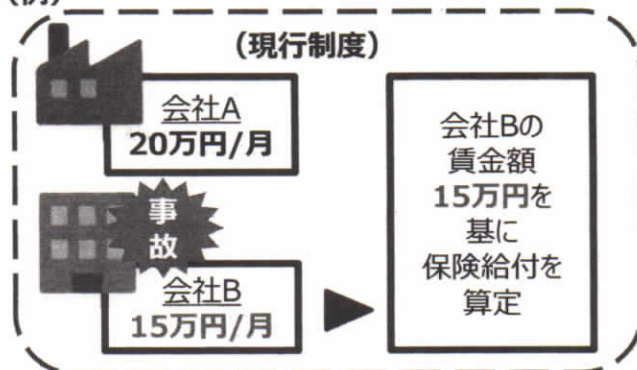 (例)
(現行制度)
会社A
20万円/月
事
故
会社B
15万円/月
会社Bの
賃金額
15万円を
基に
保険給付を
算定